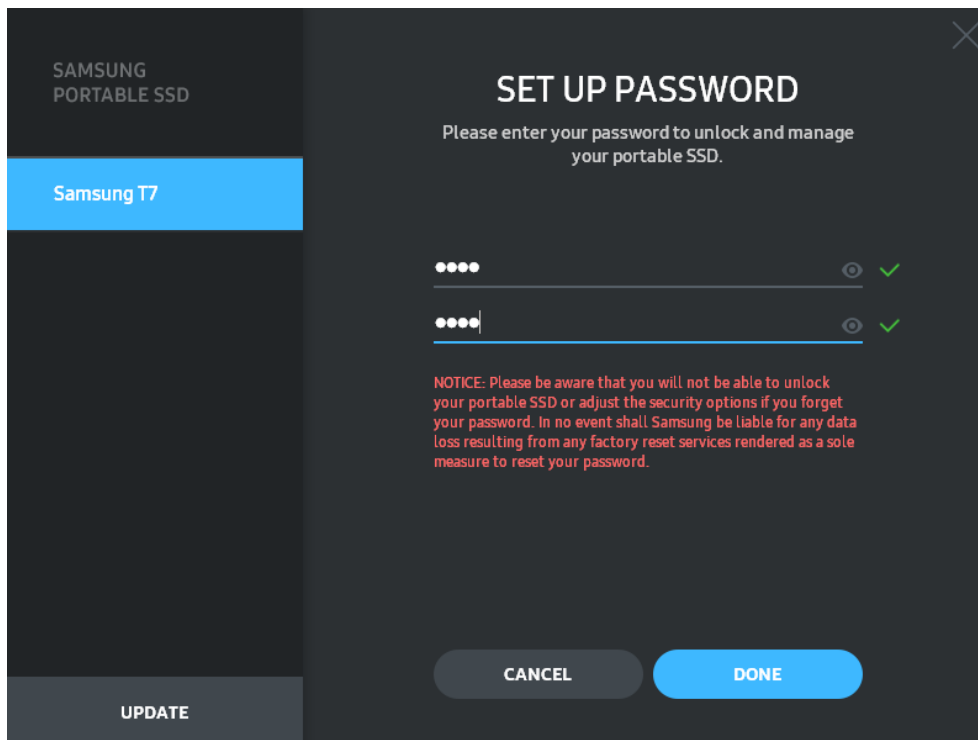 SAMSUNG
PORTABLE SSD
Samsung T7
UPDATE
SET UP PASSWORD
Please enter your password to unlock and manage
your portable SSD.
●●●●
●●●●
NOTICE: Please be aware that you will not be able to unlock
your portable SSD or adjust the security options if you forget
your password. In no event shall Samsung be liable for any data
loss resulting from any factory reset services rendered as a sole
measure to reset your password.
CANCEL
DONE